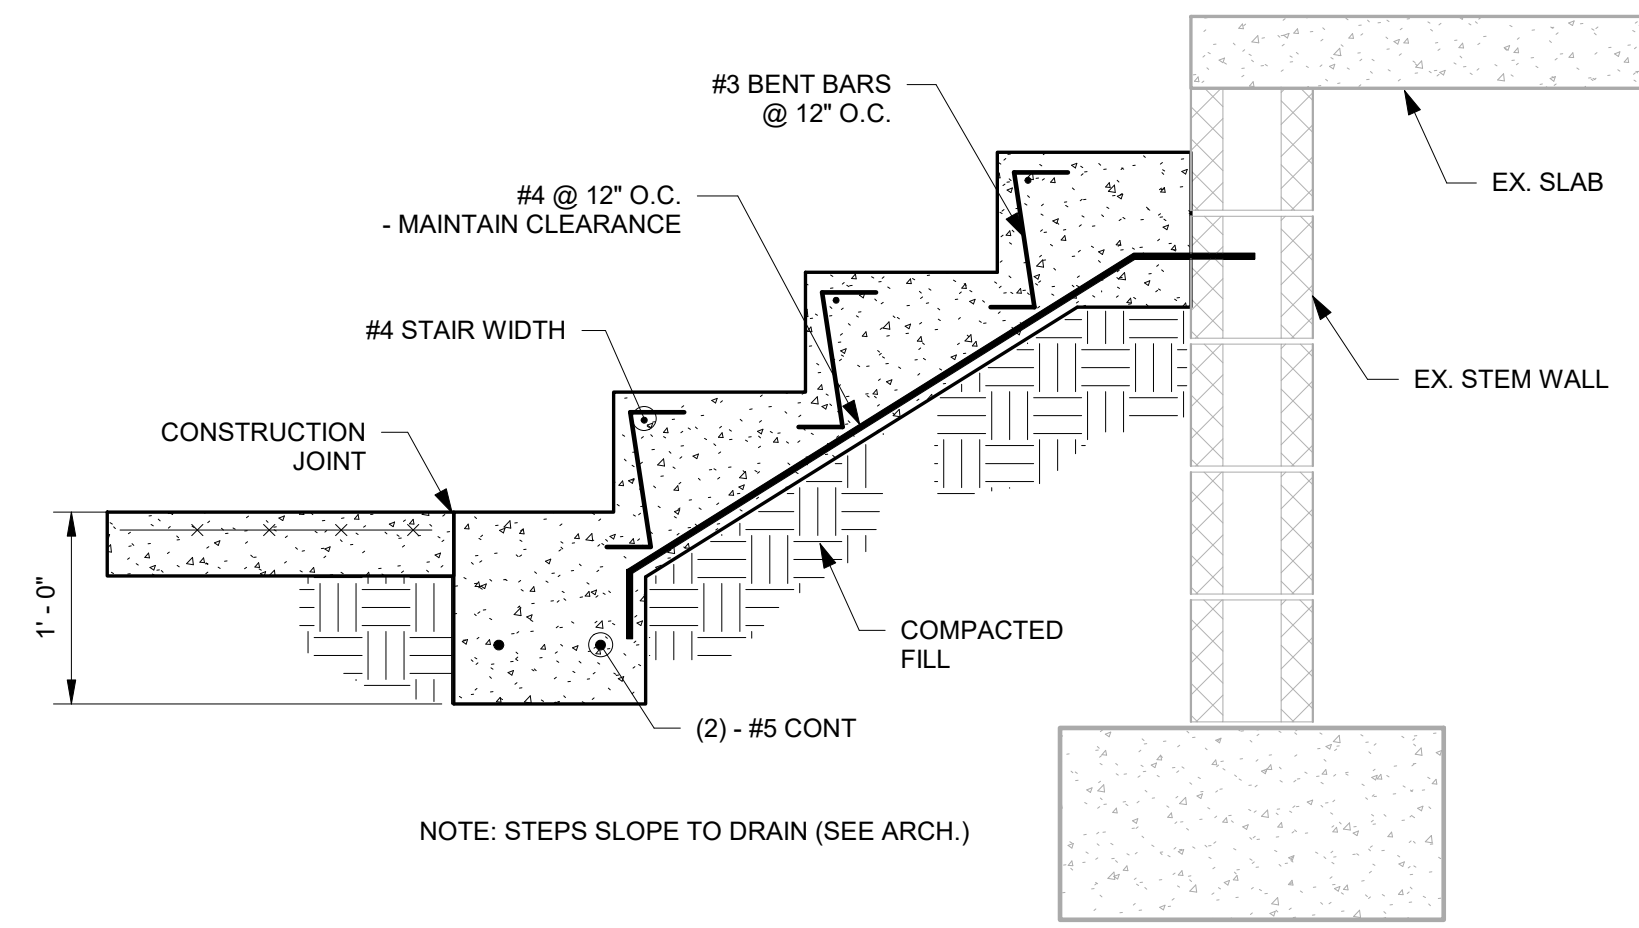 #3 BENT BARS
@ 12" O.C.
EX. SLAB
#4 @ 12" O.C.
- MAINTAIN CLEARANCE
#4 STAIR WIDTH
EX. STEM WALL
CONSTRUCTION
JOINT
1' - 0"
COMPACTED
FILL
(2) - #5 CONT
NOTE: STEPS SLOPE TO DRAIN (SEE ARCH.)